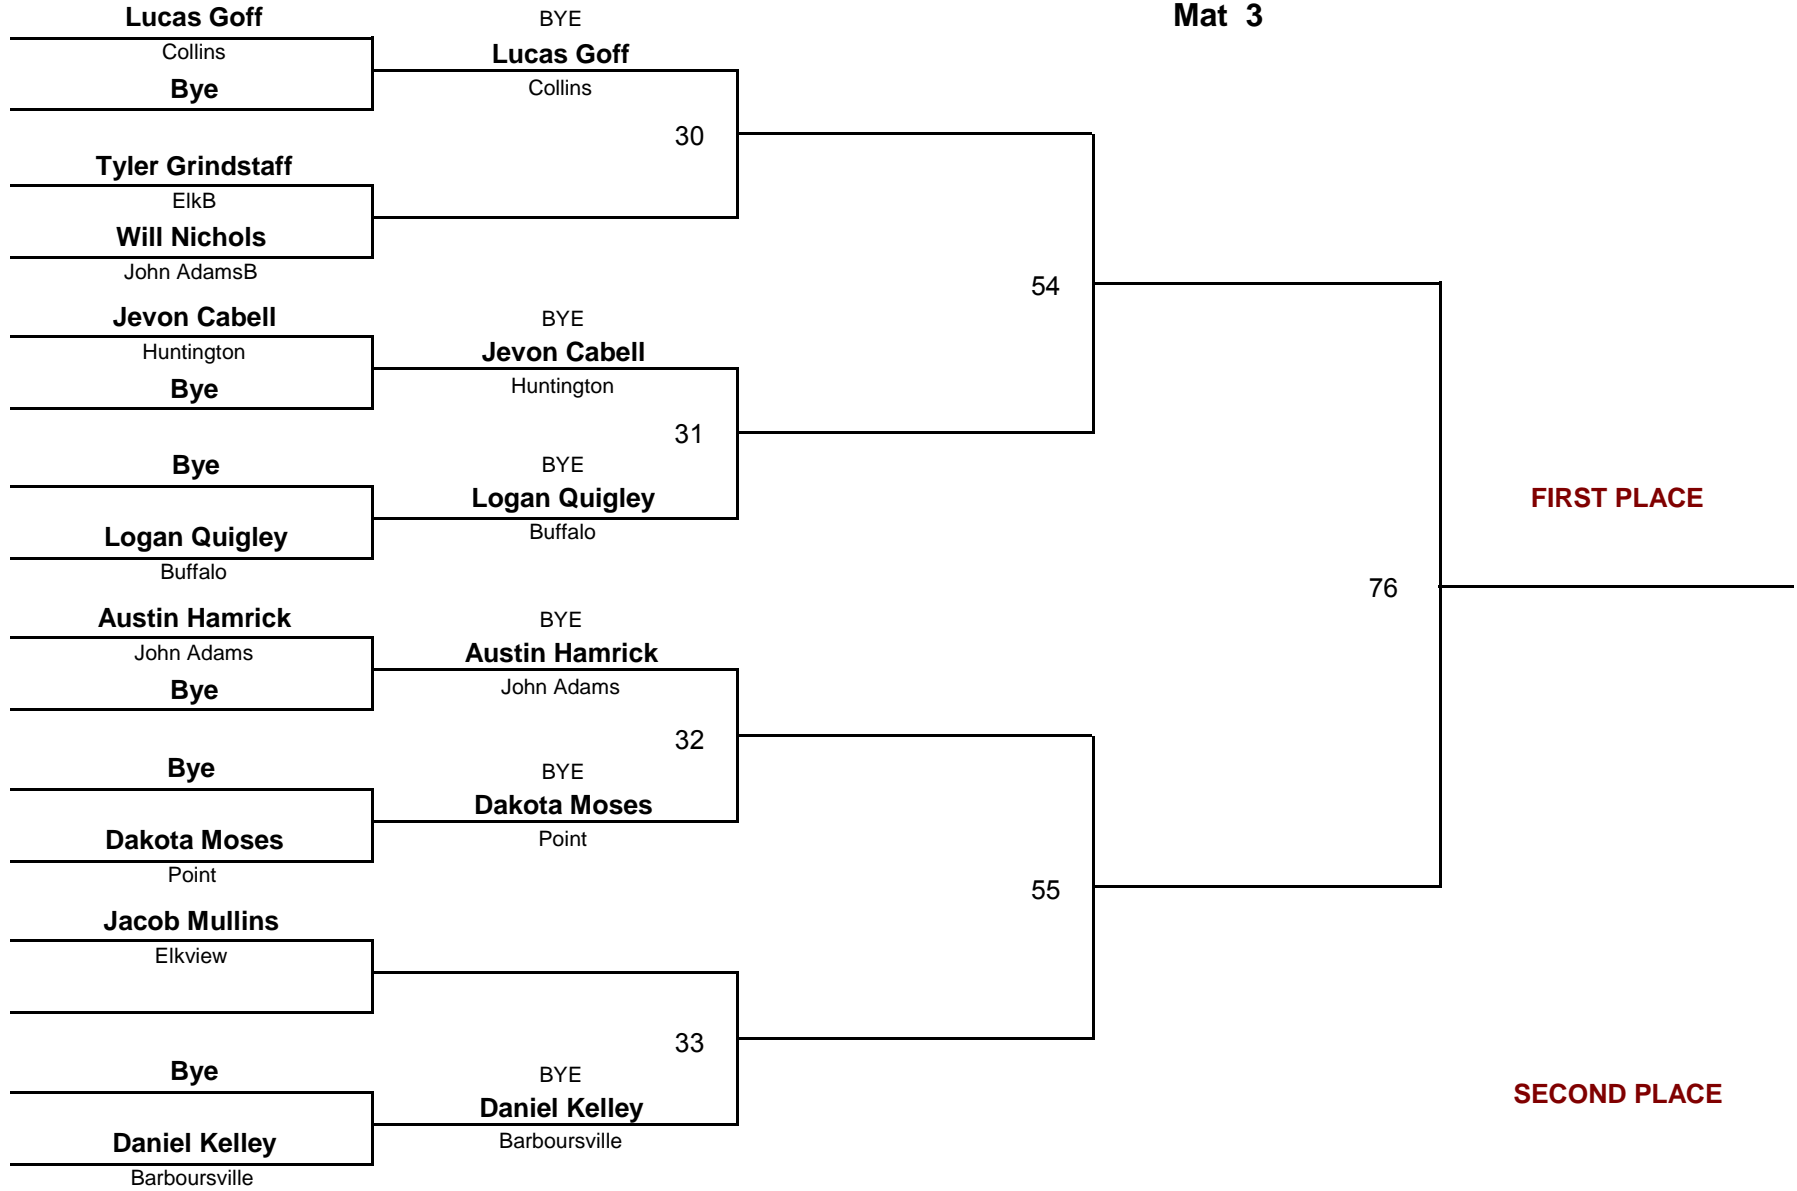 Mat 3
Lucas Goff
Collins
Bye
Tyler Grindstaff
ElkB
Will Nichols
John AdamsB
Jevon Cabell
Huntington
Bye
Bye
Logan Quigley
Buffalo
Austin Hamrick
John Adams
Bye
Bye
Dakota Moses
Point
Jacob Mullins
Elkview
Bye
Daniel Kelley
Barboursville
BYE
Lucas Goff
Collins
30
BYE
Jevon Cabell
Huntington
31
BYE
Logan Quigley
Buffalo
BYE
Austin Hamrick
John Adams
32
BYE
Dakota Moses
Point
33
BYE
Daniel Kelley
Barboursville
54
55
76
FIRST PLACE
SECOND PLACE